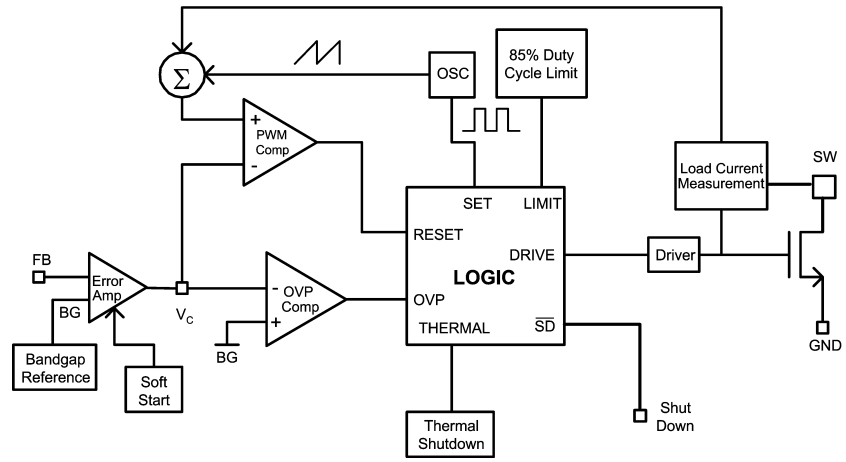 Σ
OSC
85% Duty
Cycle Limit
+
PWM
Comp
-
Load Current
Measurement
SW
SET
LIMIT
RESET
DRIVE
Driver
LOGIC
FB
Error
Amp
BG
V_C
-
OVP
Comp
+
BG
OVP
THERMAL
SD
GND
Bandgap
Reference
Soft
Start
Thermal
Shutdown
Shut
Down